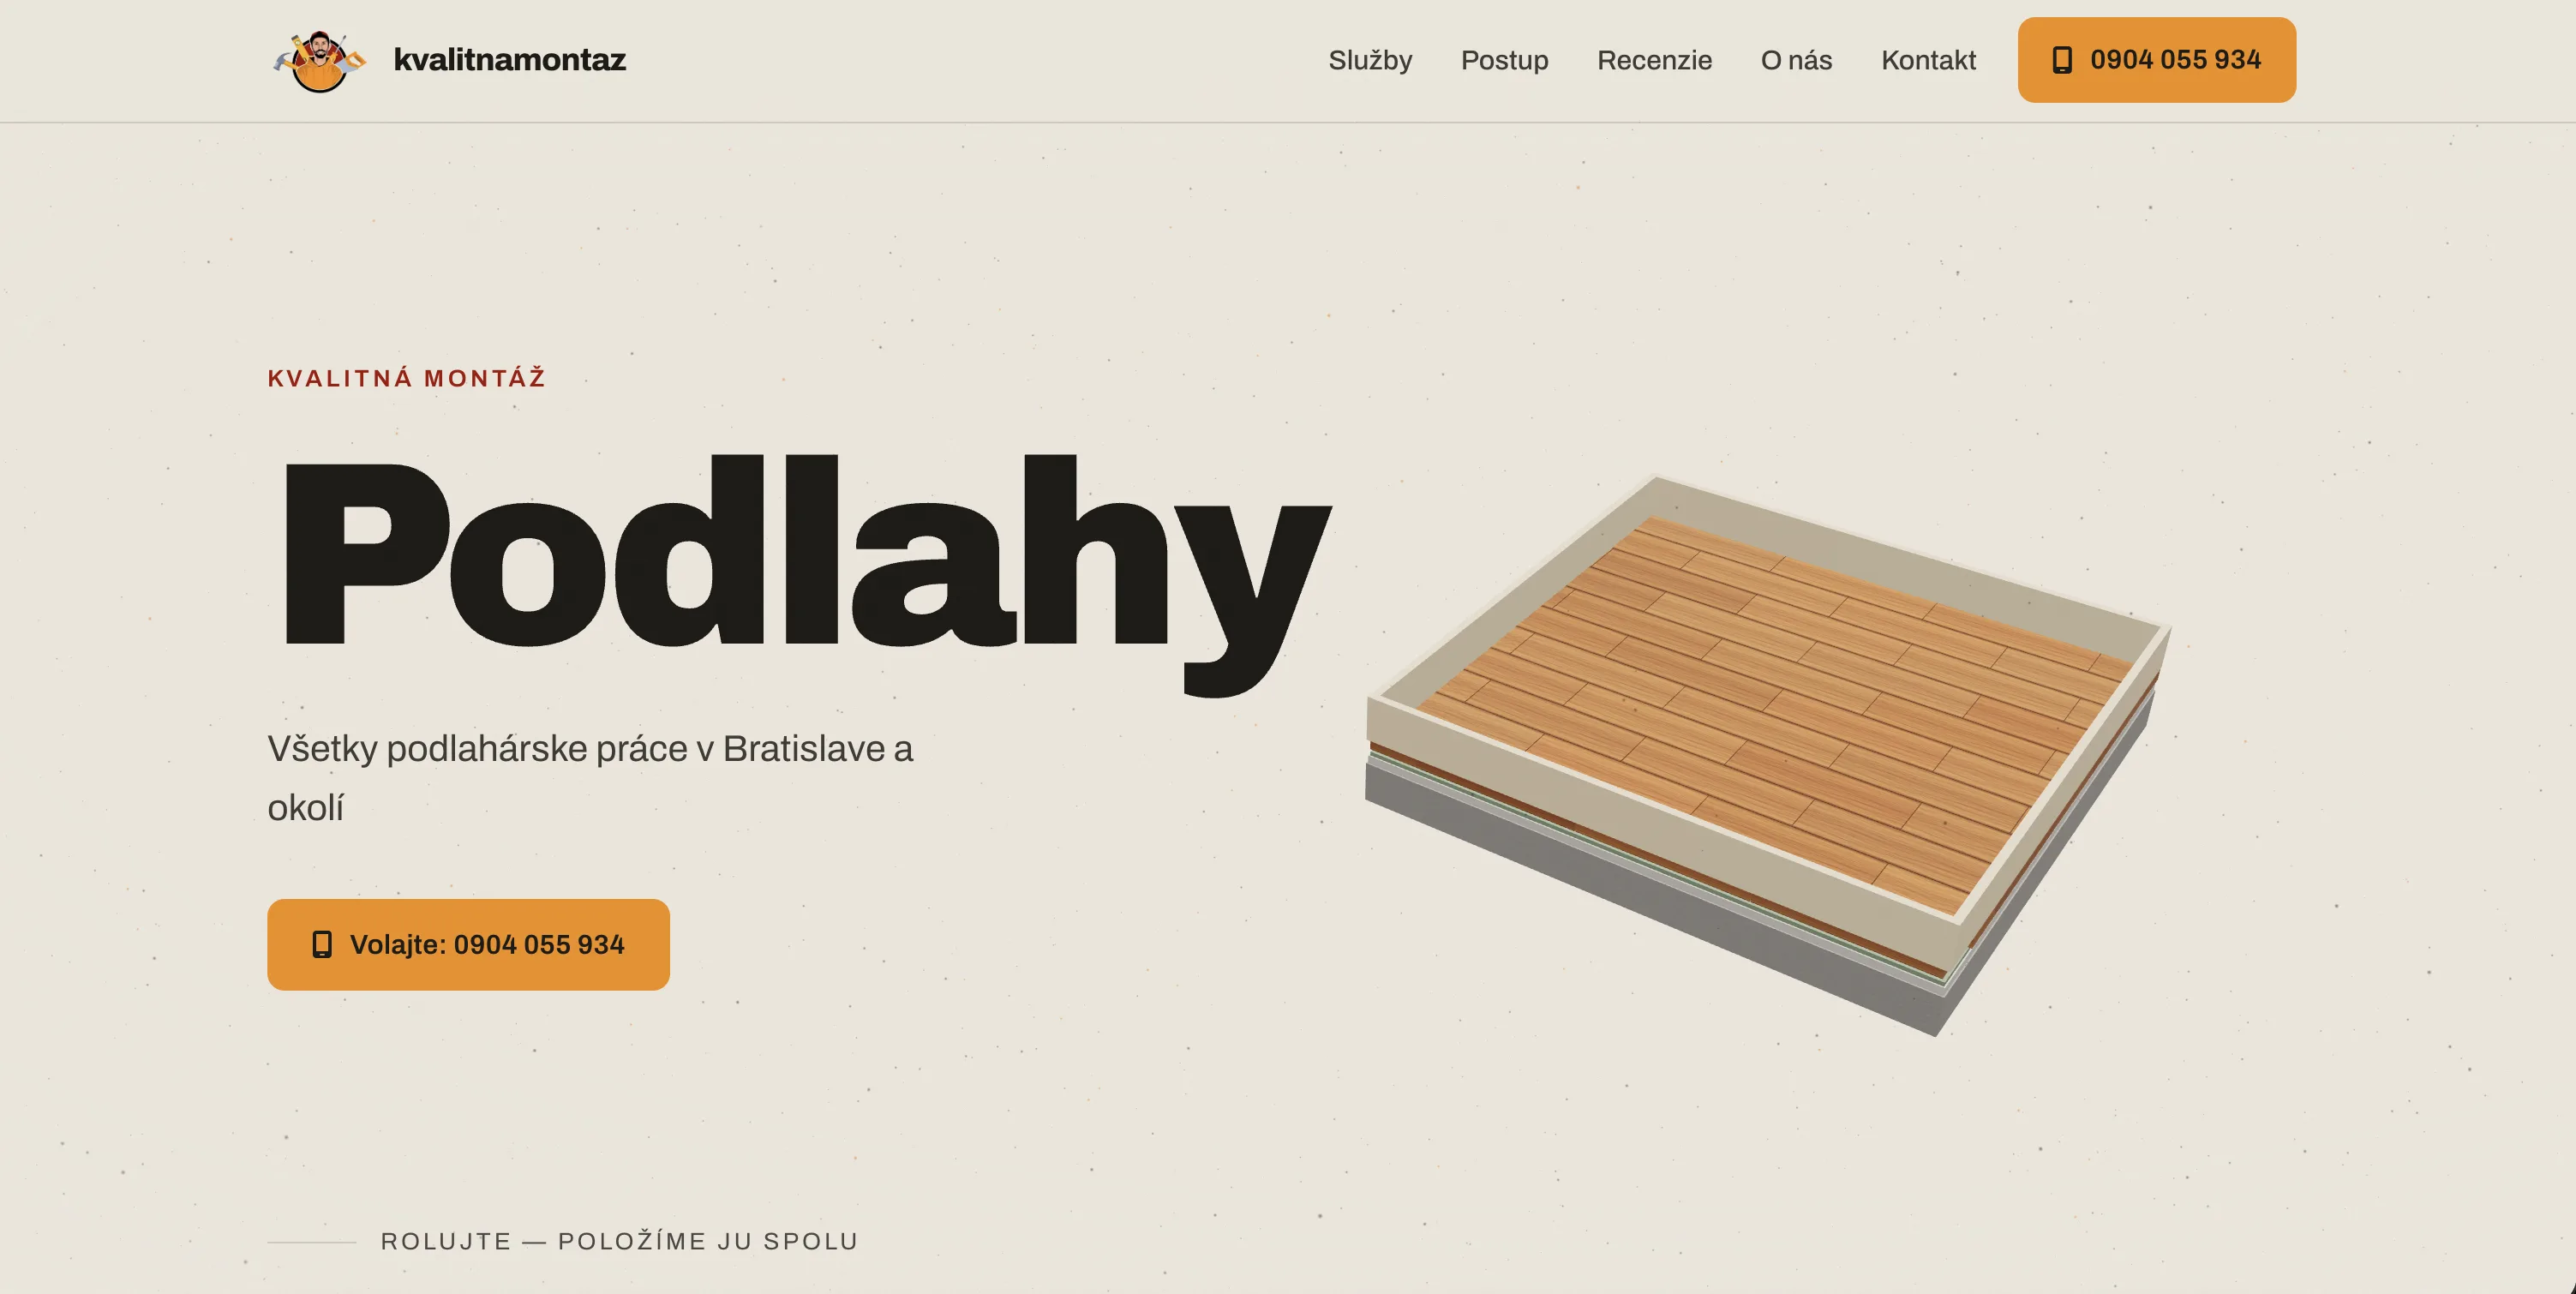 kvalitnamontaz
Služby
Postup
Recenzie
O nás
Kontakt
0904 055 934
KVALITNÁ MONTÁŽ
Podlahy
Všetky podlahárske práce v Bratislave a
okolí
Volajte: 0904 055 934
ROLUJTE — POLOŽÍME JU SPOLU